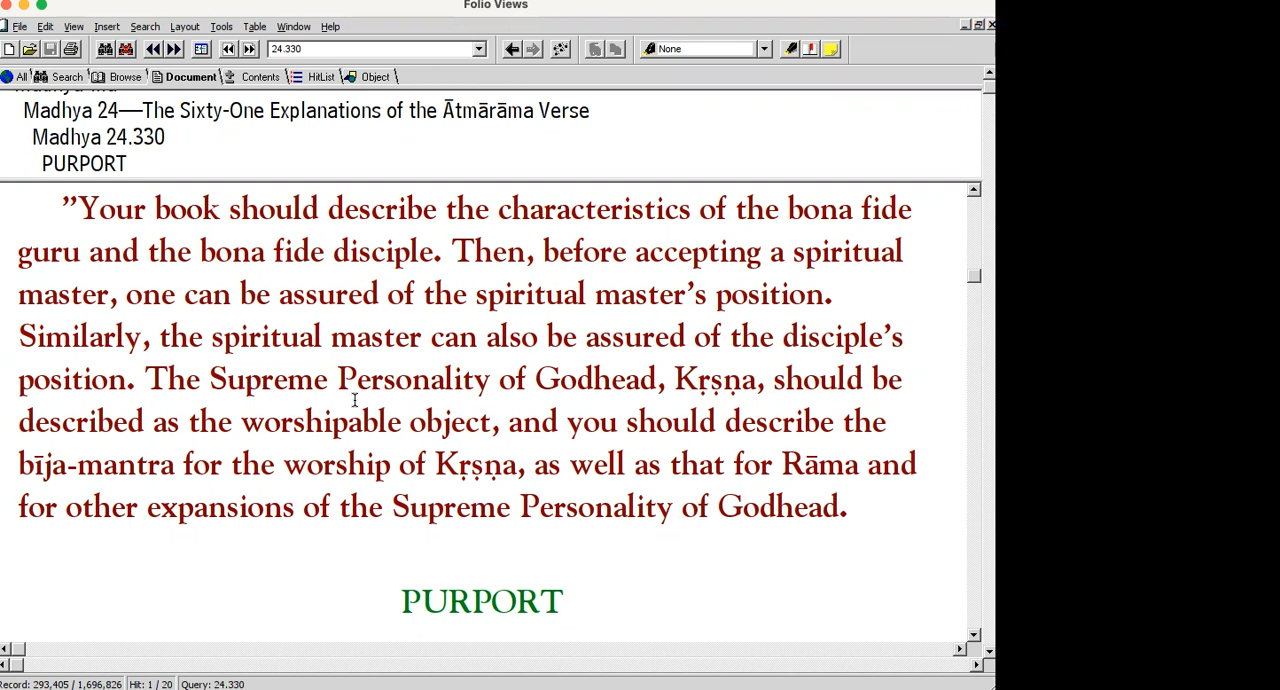 Folio Views
File Edit View Insert Search Layout Tools Table Window Help
24.330 None
All Search Browse Document Contents HitList Object
Madhya 24—The Sixty-One Explanations of the Ātmārāma Verse
Madhya 24.330
PURPORT
”Your book should describe the characteristics of the bona fide
guru and the bona fide disciple. Then, before accepting a spiritual
master, one can be assured of the spiritual master’s position.
Similarly, the spiritual master can also be assured of the disciple’s
position. The Supreme Personality of Godhead, Kṛṣṇa, should be
described as the worshipable object, and you should describe the
bīja-mantra for the worship of Kṛṣṇa, as well as that for Rāma and
for other expansions of the Supreme Personality of Godhead.
PURPORT
Record: 293,405 / 1,696,826 Hit: 1 / 20 Query: 24.330